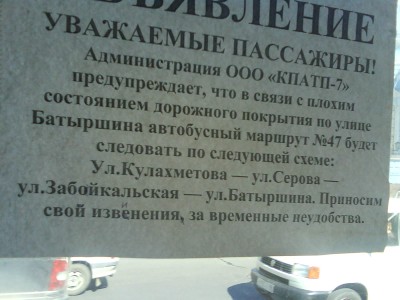 ОБЪЯВЛЕНИЕ
УВАЖАЕМЫЕ ПАССАЖИРЫ!
Администрация ООО «КПАТП-7»
предупреждает, что в связи с плохим
состоянием дорожного покрытия по улице
Батыршина автобусный маршрут №47 будет
следовать по следующей схеме:
Ул.Кулахметова — ул.Серова —
ул.Забойкальская — ул.Батыршина. Приносим
свой извенения, за временные неудобства.